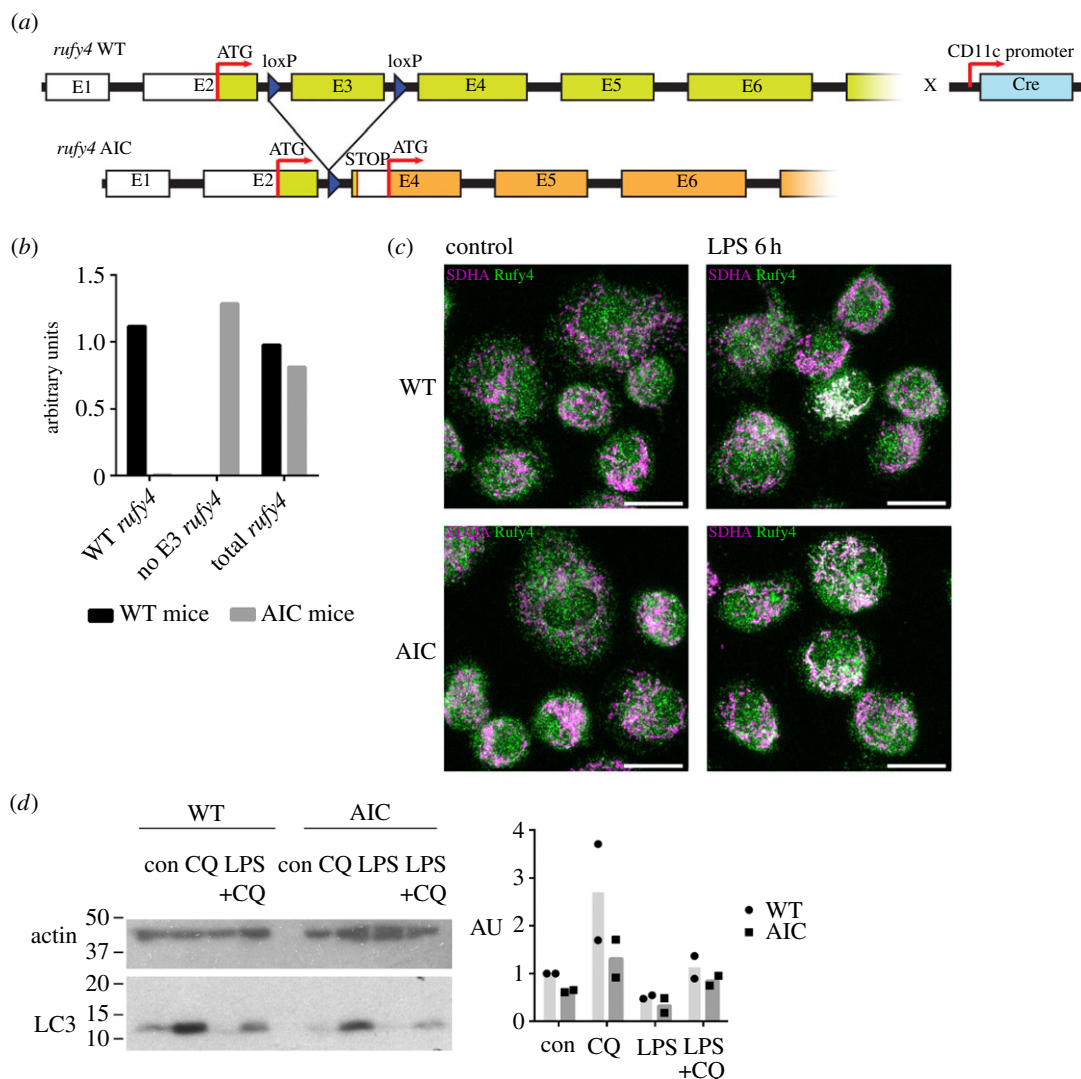 (a)
rufy4 WT
ATG
loxP
loxP
CD11c promoter
E1
E2
E3
E4
E5
E6
X
Cre
rufy4 AIC
ATG
STOP
ATG
E1
E2
E4
E5
E6
(b)
1.5
1.0
0.5
0
arbitrary units
WT rufy4
no E3 rufy4
total rufy4
WT mice
AIC mice
(c)
control
LPS 6 h
WT
AIC
SDHA Rufy4
SDHA Rufy4
SDHA Rufy4
SDHA Rufy4
(d)
WT
AIC
con CQ LPS
+CQ
con CQ LPS LPS
+CQ
actin
50
37
LC3
20
15
10
4
3
2
1
0
AU
con
CQ
LPS
LPS
+CQ
WT
AIC